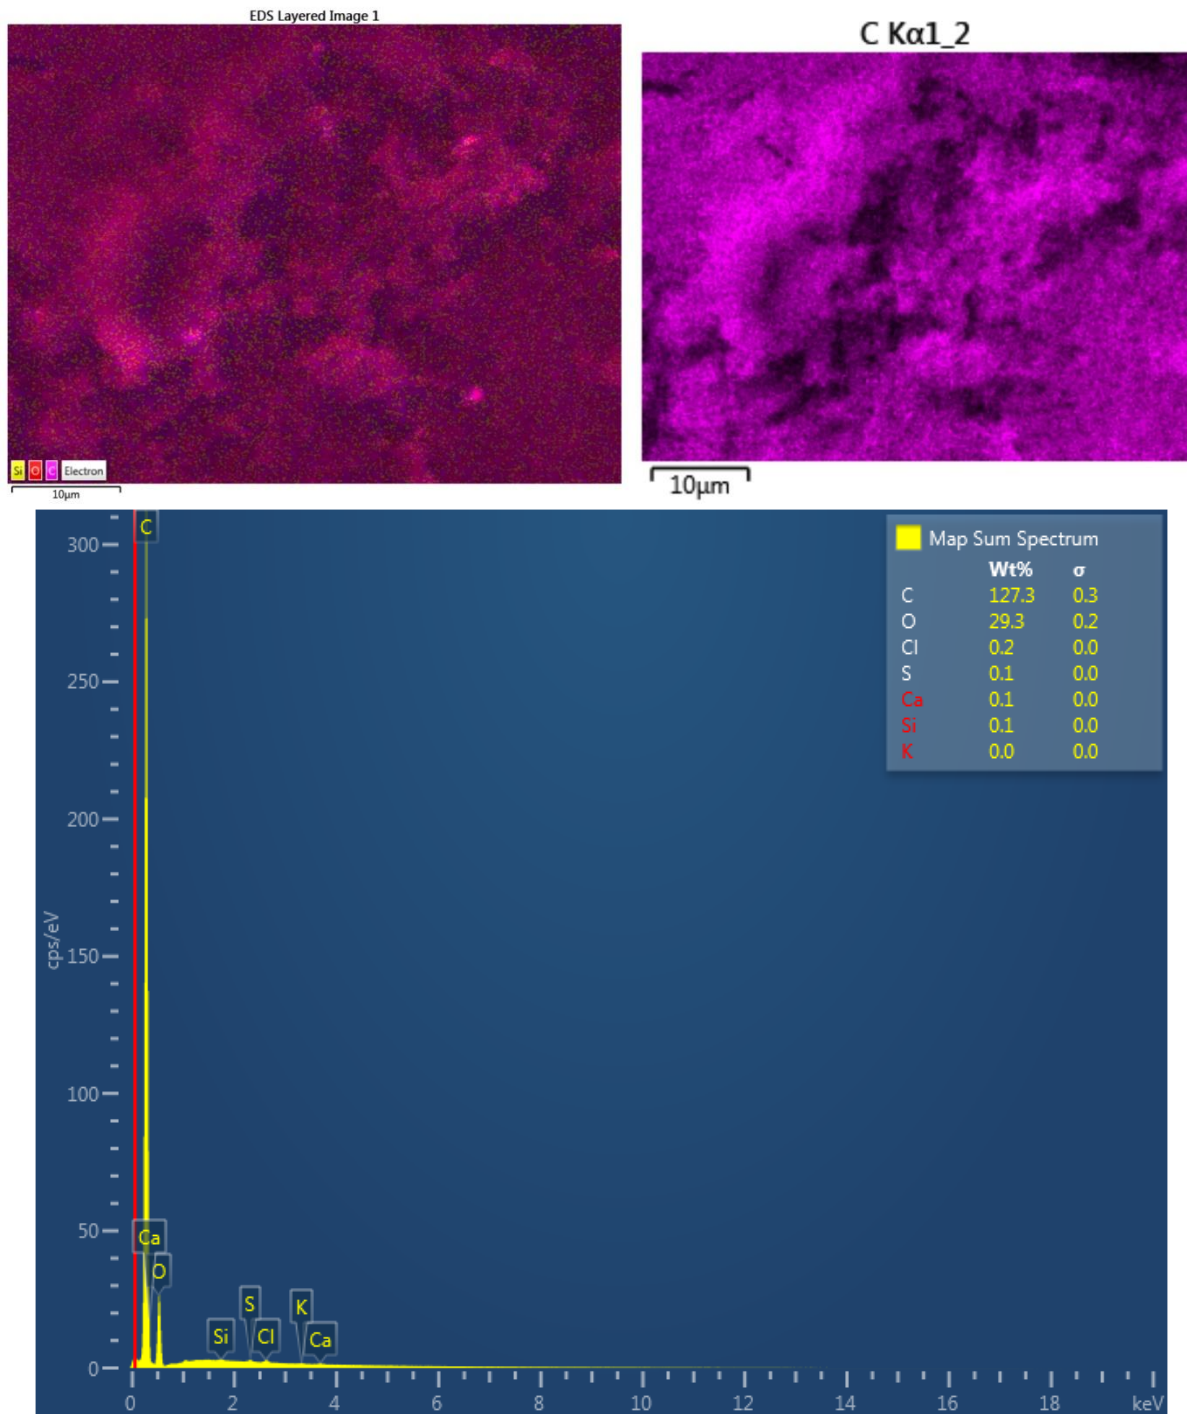 EDS Layered Image 1
C Kα1_2
Si O C Electron
10µm
10µm
Map Sum Spectrum
Wt% σ
C 127.3 0.3
O 29.3 0.2
Cl 0.2 0.0
S 0.1 0.0
Ca 0.1 0.0
Si 0.1 0.0
K 0.0 0.0
cps/eV
300
250
200
150
100
50
0
C
Ca
O
Si
S
Cl
K
Ca
0 2 4 6 8 10 12 14 16 18 keV